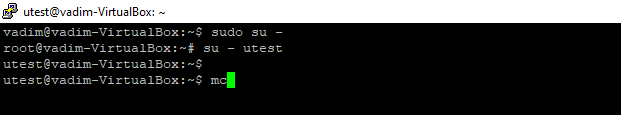 utest@vadim-VirtualBox: ~
vadim@vadim-VirtualBox:~$ sudo su -
root@vadim-VirtualBox:~# su - utest
utest@vadim-VirtualBox:~$
utest@vadim-VirtualBox:~$ mc